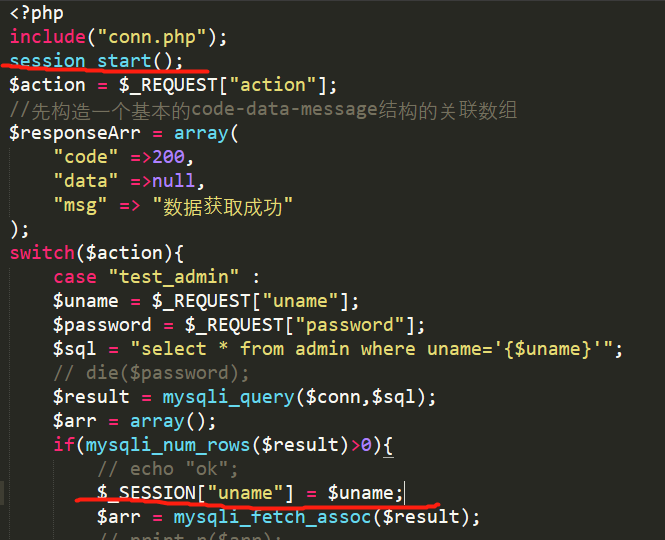 <?php
include("conn.php");
session_start();
$action = $_REQUEST["action"];
//先构造一个基本的code-data-message结构的关联数组
$responseArr = array(
    "code" =>200,
    "data" =>null,
    "msg" => "数据获取成功"
);
switch($action){
    case "test_admin" :
    $uname = $_REQUEST["uname"];
    $password = $_REQUEST["password"];
    $sql = "select * from admin where uname='{$uname}'";
    // die($password);
    $result = mysqli_query($conn,$sql);
    $arr = array();
    if(mysqli_num_rows($result)>0){
        // echo "ok";
        $_SESSION["uname"] = $uname;
        $arr = mysqli_fetch_assoc($result);
        // print_r($arr);